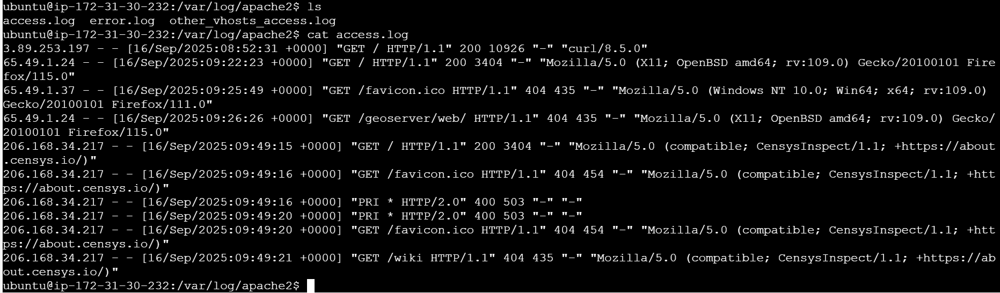 ubuntu@ip-172-31-30-232:/var/log/apache2$ ls
access.log  error.log  other_vhosts_access.log
ubuntu@ip-172-31-30-232:/var/log/apache2$ cat access.log
3.89.253.197 - - [16/Sep/2025:08:52:31 +0000] "GET / HTTP/1.1" 200 10926 "-" "curl/8.5.0"
65.49.1.24 - - [16/Sep/2025:09:22:23 +0000] "GET / HTTP/1.1" 200 3404 "-" "Mozilla/5.0 (X11; OpenBSD amd64; rv:109.0) Gecko/20100101 Fire
fox/115.0"
65.49.1.37 - - [16/Sep/2025:09:25:49 +0000] "GET /favicon.ico HTTP/1.1" 404 435 "-" "Mozilla/5.0 (Windows NT 10.0; Win64; x64; rv:109.0)
Gecko/20100101 Firefox/111.0"
65.49.1.24 - - [16/Sep/2025:09:26:26 +0000] "GET /geoserver/web/ HTTP/1.1" 404 435 "-" "Mozilla/5.0 (X11; OpenBSD amd64; rv:109.0) Gecko/
20100101 Firefox/115.0"
206.168.34.217 - - [16/Sep/2025:09:49:15 +0000] "GET / HTTP/1.1" 200 3404 "-" "Mozilla/5.0 (compatible; CensysInspect/1.1; +https://about
.censys.io/)"
206.168.34.217 - - [16/Sep/2025:09:49:16 +0000] "GET /favicon.ico HTTP/1.1" 404 454 "-" "Mozilla/5.0 (compatible; CensysInspect/1.1; +htt
ps://about.censys.io/)"
206.168.34.217 - - [16/Sep/2025:09:49:16 +0000] "PRI * HTTP/2.0" 400 503 "-" "-"
206.168.34.217 - - [16/Sep/2025:09:49:20 +0000] "PRI * HTTP/2.0" 400 503 "-" "-"
206.168.34.217 - - [16/Sep/2025:09:49:20 +0000] "GET /favicon.ico HTTP/1.1" 404 454 "-" "Mozilla/5.0 (compatible; CensysInspect/1.1; +htt
ps://about.censys.io/)"
206.168.34.217 - - [16/Sep/2025:09:49:21 +0000] "GET /wiki HTTP/1.1" 404 435 "-" "Mozilla/5.0 (compatible; CensysInspect/1.1; +https://ab
out.censys.io/)"
ubuntu@ip-172-31-30-232:/var/log/apache2$